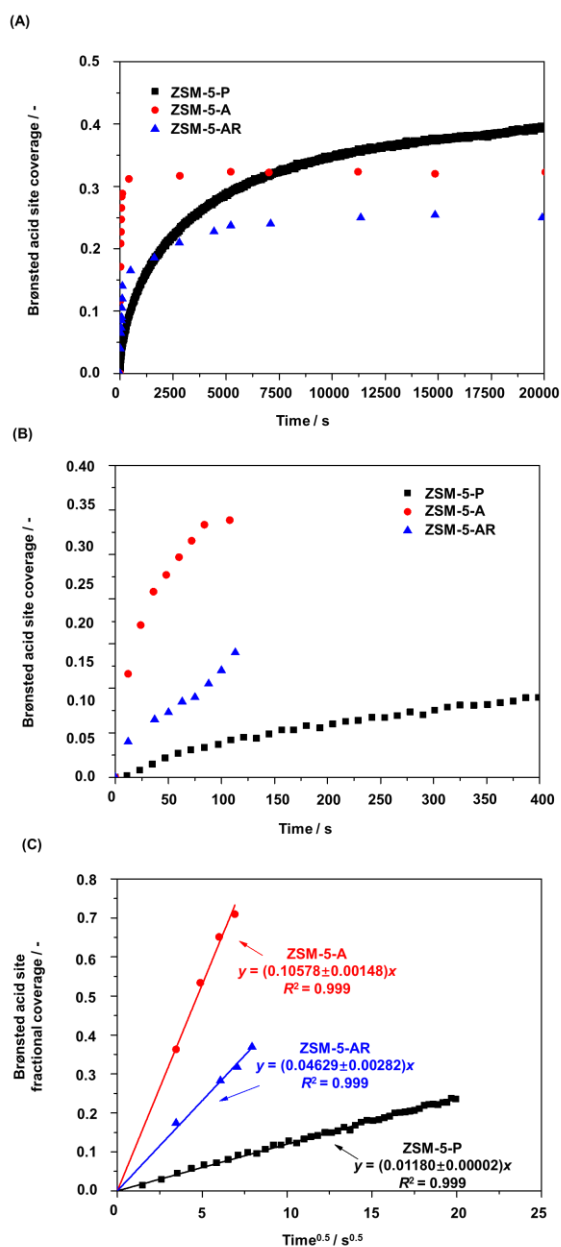 (A)
0.5
0.4
0.3
0.2
0.1
0.0
Brønsted acid site coverage / -
ZSM-5-P
ZSM-5-A
ZSM-5-AR
0 2500 5000 7500 10000 12500 15000 17500 20000
Time / s
(B)
0.40
0.35
0.30
0.25
0.20
0.15
0.10
0.05
0.0
Brønsted acid site coverage / -
ZSM-5-P
ZSM-5-A
ZSM-5-AR
0 50 100 150 200 250 300 350 400
Time / s
(C)
0.8
0.7
0.6
0.5
0.4
0.3
0.2
0.1
0.0
Brønsted acid site
fractional coverage / -
ZSM-5-A
y = (0.10578±0.00148)x
R² = 0.999
ZSM-5-AR
y = (0.04629±0.00282)x
R² = 0.999
ZSM-5-P
y = (0.01180±0.00002)x
R² = 0.999
0 5 10 15 20 25
Time⁰·⁵ / s⁰·⁵